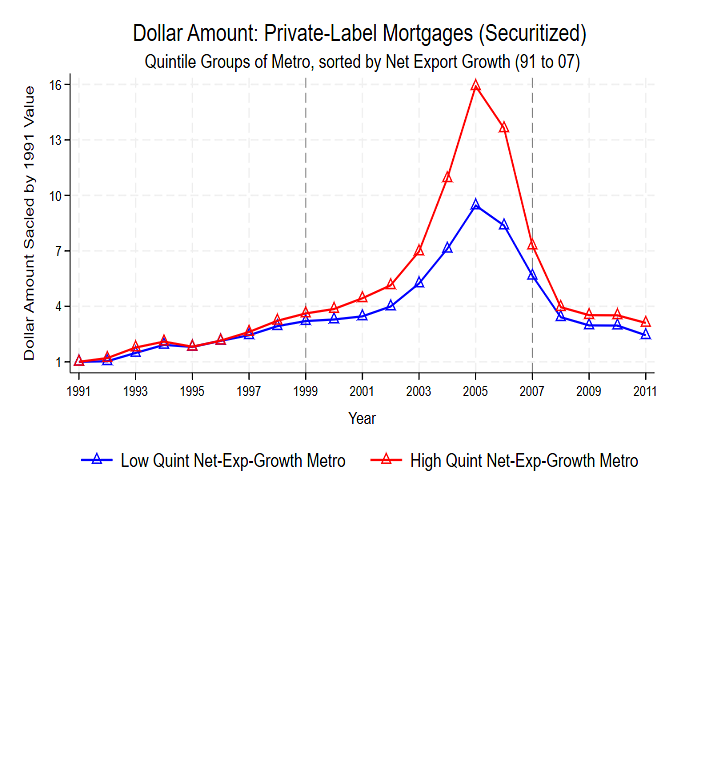 Dollar Amount: Private-Label Mortgages (Securitized)
Quintile Groups of Metro, sorted by Net Export Growth (91 to 07)
Dollar Amount Sacled by 1991 Value
16
13
10
7
4
1
1991 1993 1995 1997 1999 2001 2003 2005 2007 2009 2011
Year
Low Quint Net-Exp-Growth Metro High Quint Net-Exp-Growth Metro